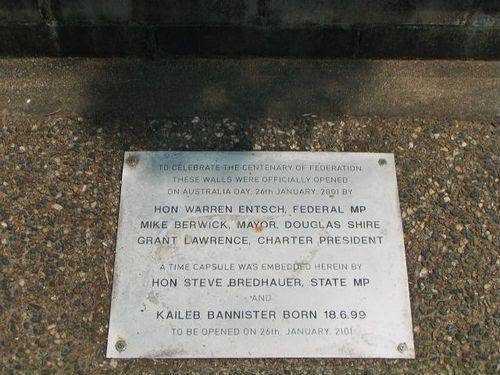 TO CELEBRATE THE CENTENARY OF FEDERATION
THESE WALLS WERE OFFICIALLY OPENED
ON AUSTRALIA DAY, 26th JANUARY, 2001 BY
HON WARREN ENTSCH, FEDERAL MP
MIKE BERWICK, MAYOR, DOUGLAS SHIRE
GRANT LAWRENCE, CHARTER PRESIDENT
A TIME CAPSULE WAS EMBEDDED HEREIN BY
HON STEVE BREDHAUER, STATE MP
AND
KAILEB BANNISTER BORN 18.6.99
TO BE OPENED ON 26th. JANUARY, 2101